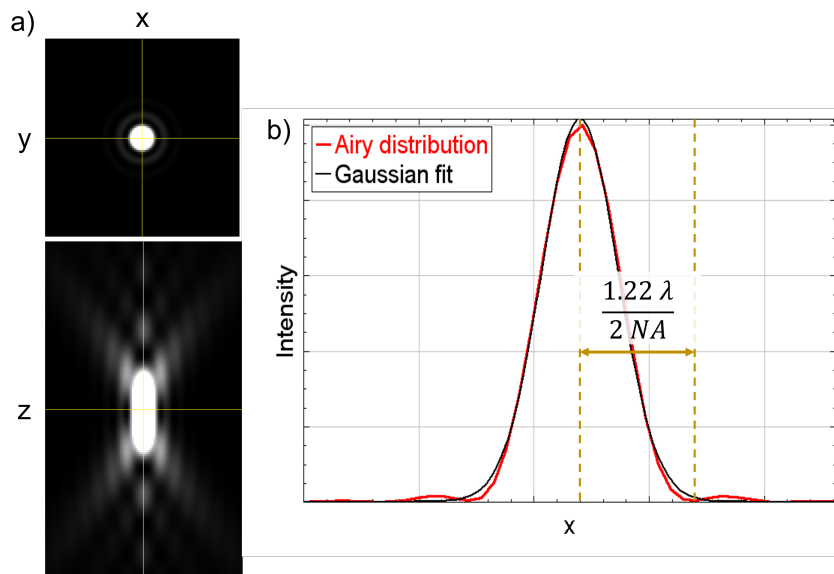 a)
x
y
z
b)
Airy distribution
Gaussian fit
Intensity
1.22 λ
2 NA
x